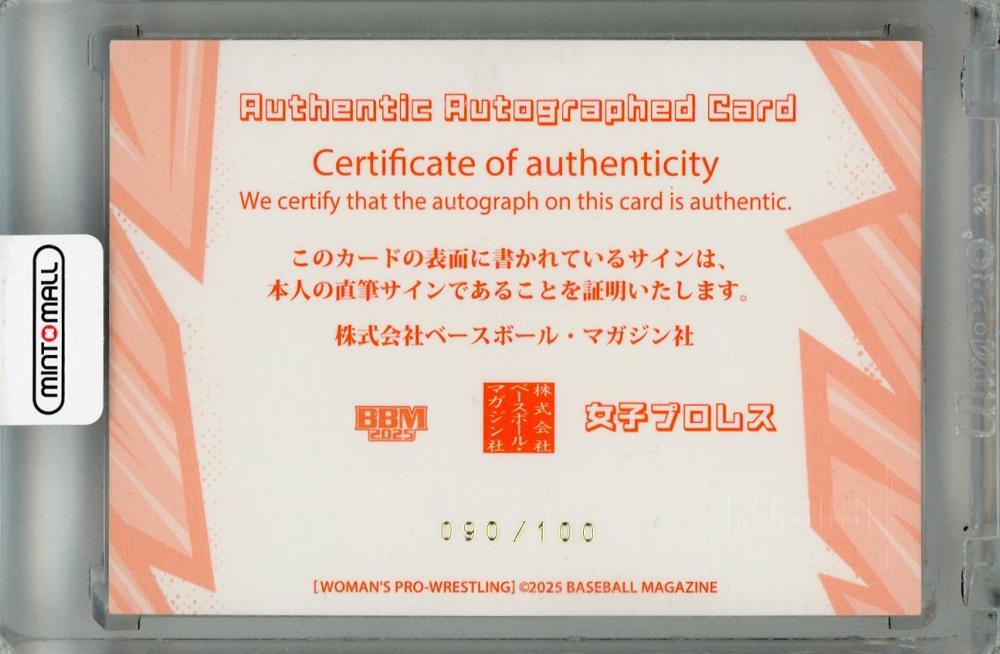 Authentic Autographed Card
Certificate of authenticity
We certify that the autograph on this card is authentic.
このカードの表面に書かれているサインは、
本人の直筆サインであることを証明いたします。
株式会社ベースボール・マガジン社
MINTOMALL
BBM
2025
株式会社
ベースボール・
マガジン社
女子プロレス
090/100
[WOMAN'S PRO-WRESTLING] ©2025 BASEBALL MAGAZINE